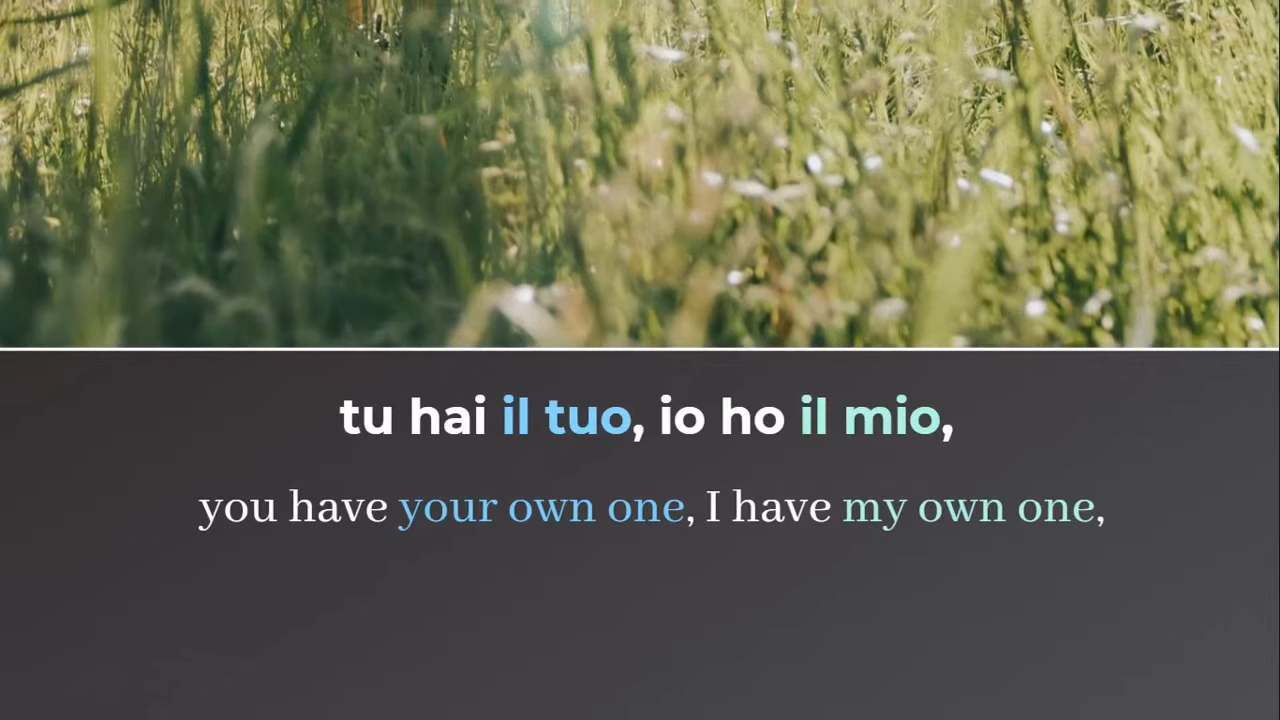 tu hai il tuo, io ho il mio,
you have your own one, I have my own one,